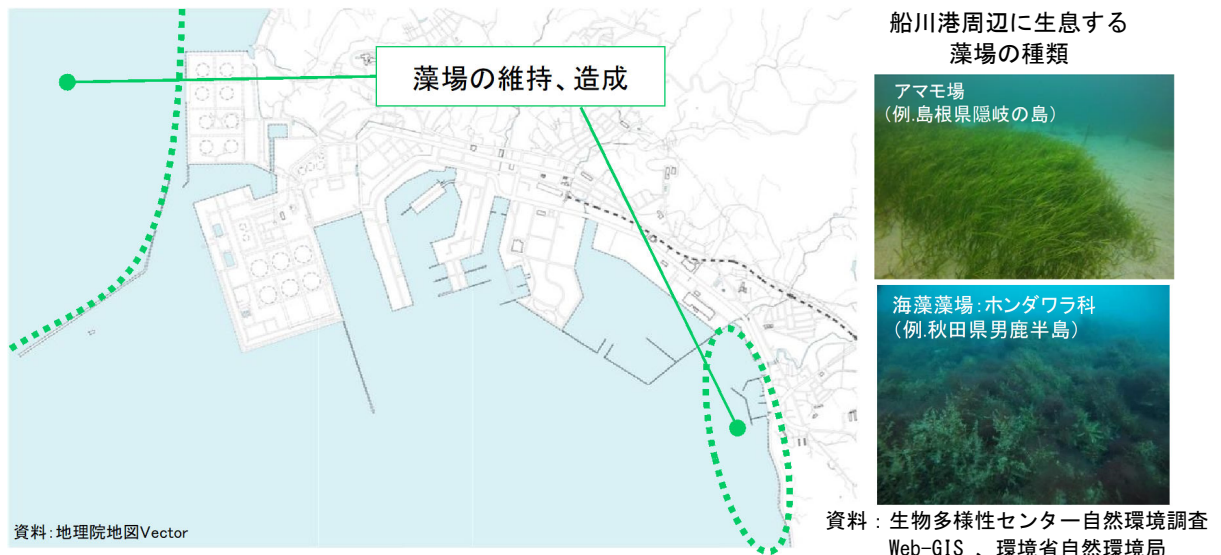 藻場の維持、造成
資料:地理院地図Vector
船川港周辺に生息する
藻場の種類
アマモ場
(例.島根県隠岐の島)
海藻藻場:ホンダワラ科
(例.秋田県男鹿半島)
資料:生物多様性センター自然環境調査
Web-GIS 、環境省自然環境局